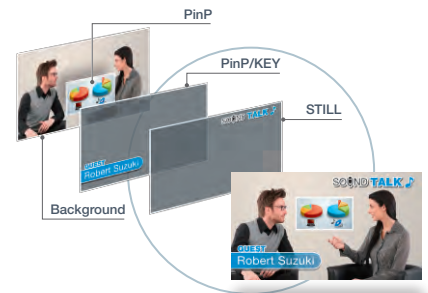 PinP
PinP/KEY
STILL
SOUND TALK
GUEST
Robert Suzuki
Background
SOUND TALK
GUEST
Robert Suzuki